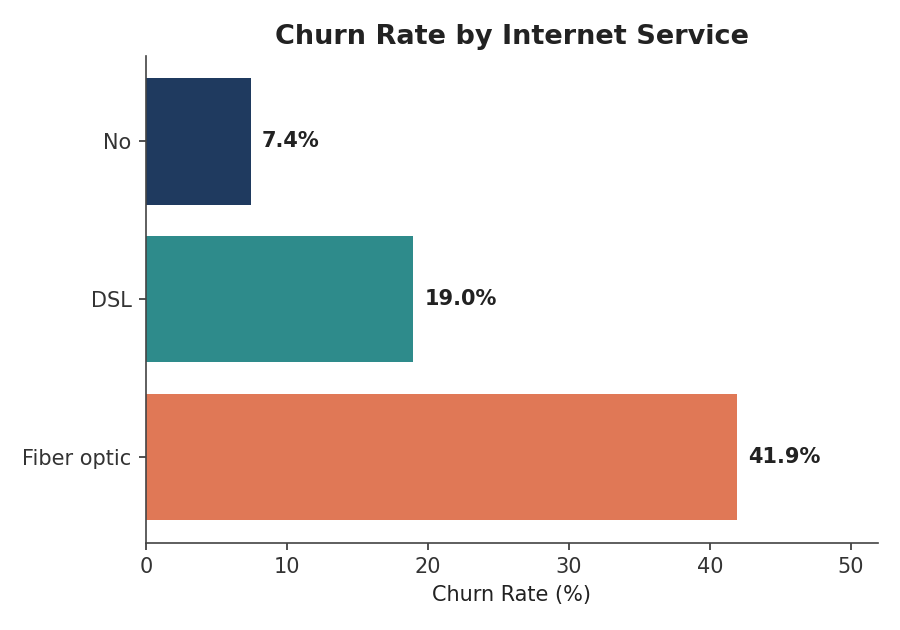 Churn Rate by Internet Service
No
7.4%
DSL
19.0%
Fiber optic
41.9%
0 10 20 30 40 50
Churn Rate (%)